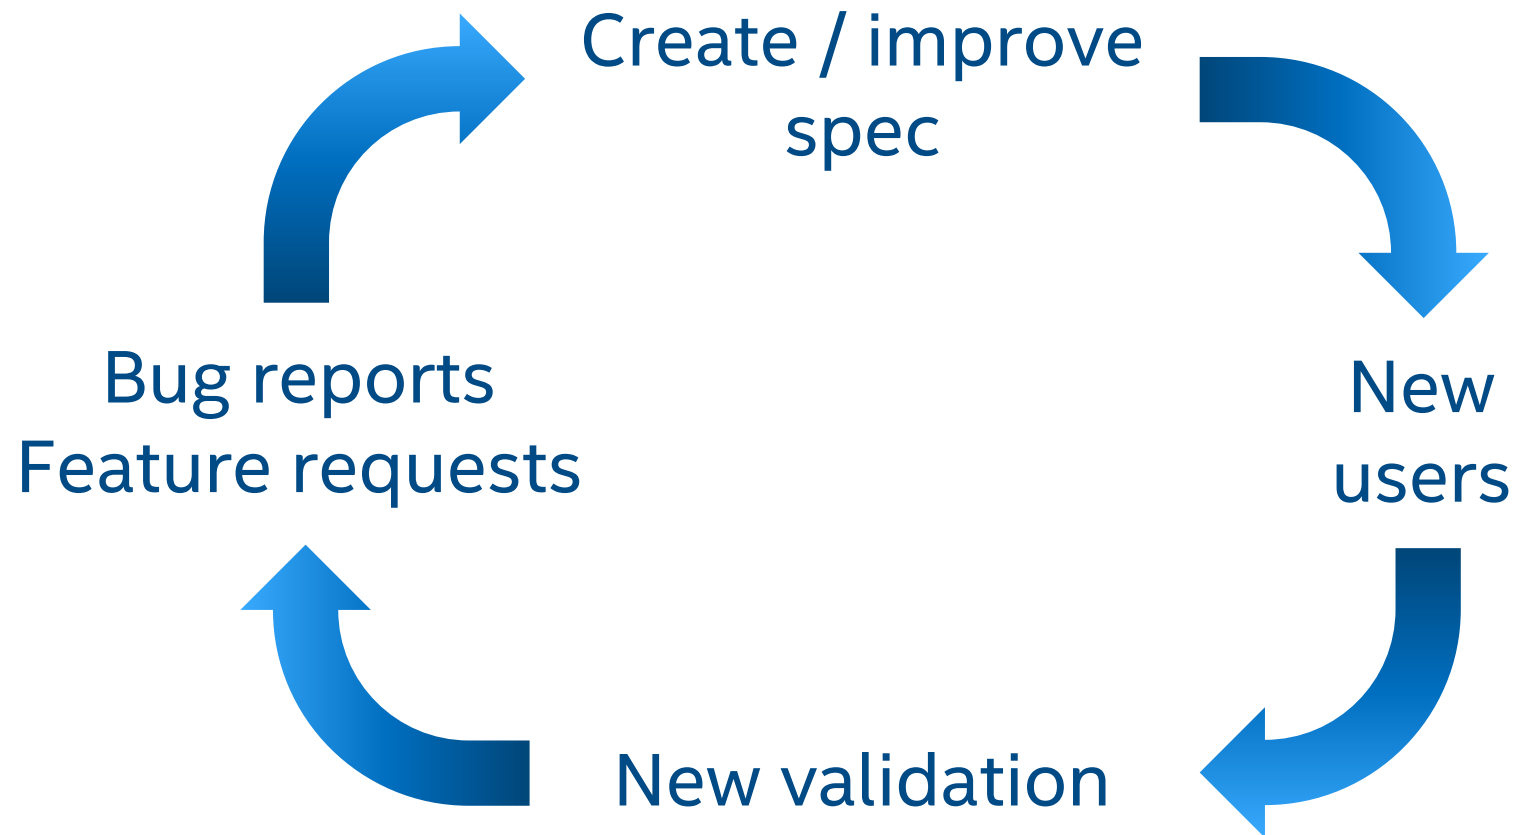 Create / improve
spec
New
users
New validation
Bug reports
Feature requests